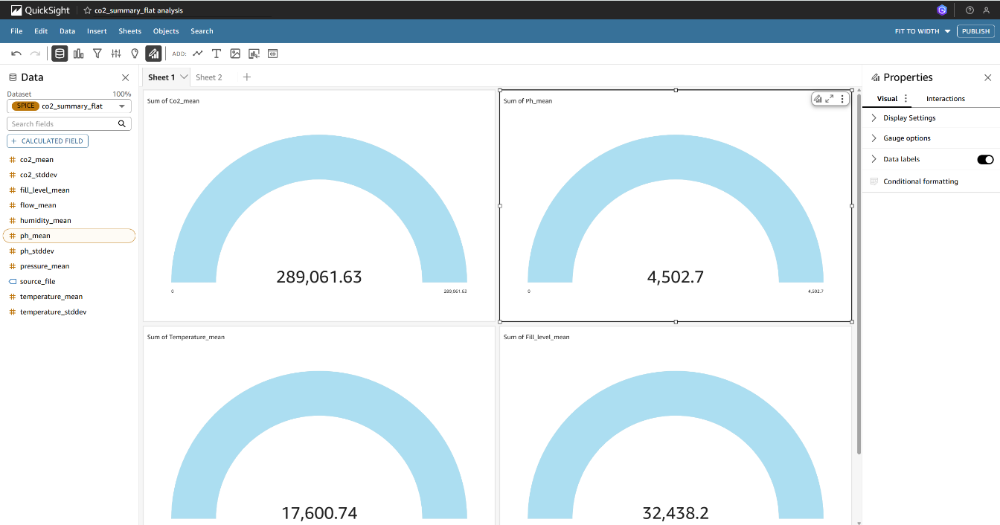 QuickSight co2_summary_flat analysis
File Edit Data Insert Sheets Objects Search FIT TO WIDTH PUBLISH
ADD:
Data
Dataset 100%
SPICE co2_summary_flat
Search fields
+ CALCULATED FIELD
co2_mean
co2_stddev
fill_level_mean
flow_mean
humidity_mean
ph_mean
ph_stddev
pressure_mean
source_file
temperature_mean
temperature_stddev
Sheet 1 Sheet 2
Sum of Co2_mean
289,061.63
0 289,061.63
Sum of Ph_mean
4,502.7
0 4,502.7
Sum of Temperature_mean
17,600.74
Sum of Fill_level_mean
32,438.2
Properties
Visual Interactions
Display Settings
Gauge options
Data labels
Conditional formatting